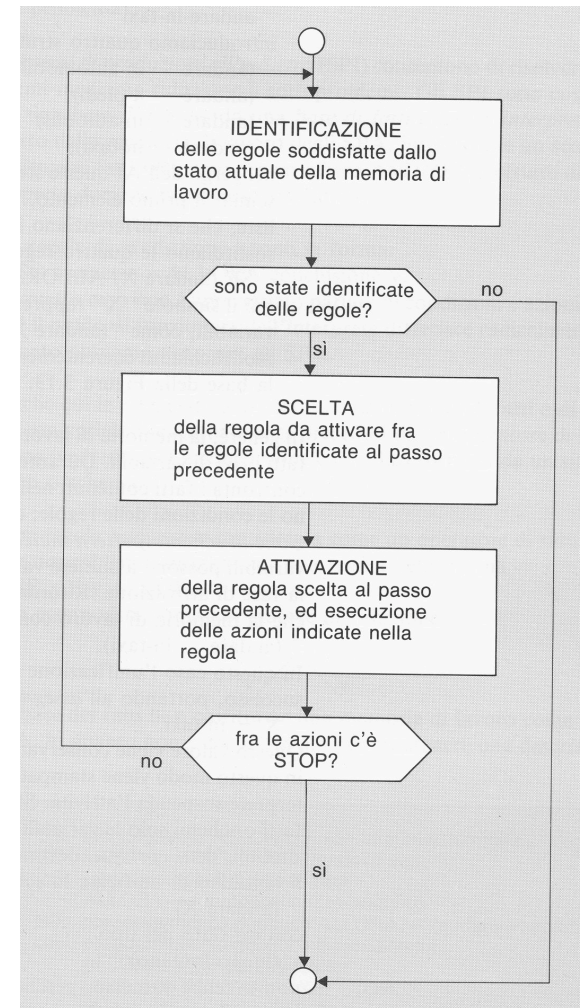 IDENTIFICAZIONE
delle regole soddisfatte dallo
stato attuale della memoria di
lavoro
sono state identificate
delle regole?
no
sì
SCELTA
della regola da attivare fra
le regole identificate al passo
precedente
ATTIVAZIONE
della regola scelta al passo
precedente, ed esecuzione
delle azioni indicate nella
regola
fra le azioni c'è
STOP?
no
sì